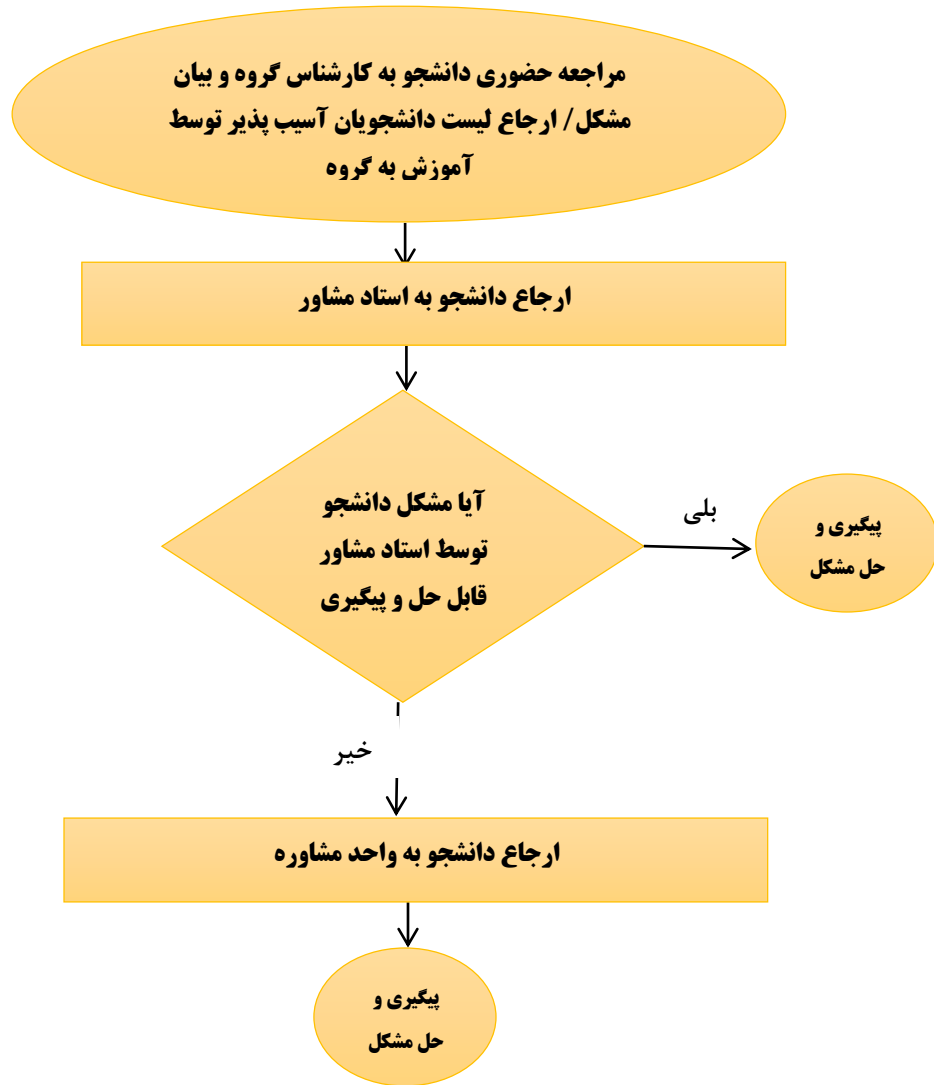 مراجعه حضوری دانشجو به کارشناس گروه و بیان
مشکل/ ارجاع لیست دانشجویان آسیب پذیر توسط
آموزش به گروه
ارجاع دانشجو به استاد مشاور
آیا مشکل دانشجو
توسط استاد مشاور
قابل حل و پیگیری
بلی
پیگیری و
حل مشکل
خیر
ارجاع دانشجو به واحد مشاوره
پیگیری و
حل مشکل